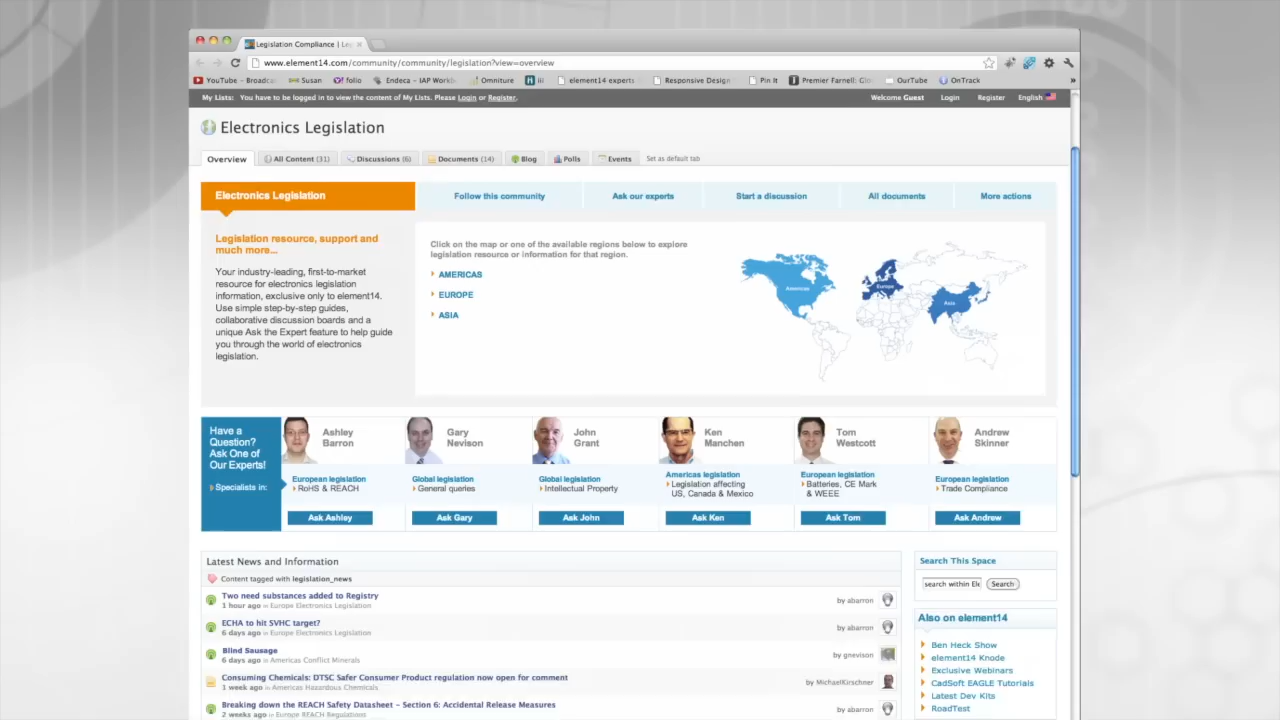 Legislation Compliance | Leg
www.element14.com/community/community/legislation?view=overview
YouTube - Broadcas
Susan
folio
Endeca - IAP Workb
Omniture
iii
element14 experts
Responsive Design
Pin It
Premier Farnell: Glo
OurTube
OnTrack
»
My Lists: You have to be logged in to view the content of My Lists. Please Login or Register.
Welcome Guest
Login
Register
English
Electronics Legislation
Overview
All Content (31)
Discussions (6)
Documents (14)
Blog
Polls
Events
Set as default tab
Electronics Legislation
Follow this community
Ask our experts
Start a discussion
All documents
More actions
Legislation resource, support and
much more...
Your industry-leading, first-to-market
resource for electronics legislation
information, exclusive only to element14.
Use simple step-by-step guides,
collaborative discussion boards and a
unique Ask the Expert feature to help guide
you through the world of electronics
legislation.
Click on the map or one of the available regions below to explore
legislation resource or information for that region.
AMERICAS
EUROPE
ASIA
Americas
Europe
Asia
Have a
Question?
Ask One of
Our Experts!
Specialists in:
Ashley
Barron
European legislation
RoHS & REACH
Ask Ashley
Gary
Nevison
Global legislation
General queries
Ask Gary
John
Grant
Global legislation
Intellectual Property
Ask John
Ken
Manchen
Americas legislation
Legislation affecting
US, Canada & Mexico
Ask Ken
Tom
Westcott
European legislation
Batteries, CE Mark
& WEEE
Ask Tom
Andrew
Skinner
European legislation
Trade Compliance
Ask Andrew
Latest News and Information
Content tagged with legislation_news
Two need substances added to Registry
1 hour ago in Europe Electronics Legislation
by abarron
ECHA to hit SVHC target?
6 days ago in Europe Electronics Legislation
by abarron
Blind Sausage
6 days ago in Americas Conflict Minerals
by gnevison
Consuming Chemicals: DTSC Safer Consumer Product regulation now open for comment
1 week ago in Americas Hazardous Chemicals
by MichaelKirschner
Breaking down the REACH Safety Datasheet – Section 6: Accidental Release Measures
2 weeks ago in Europe REACH Regulations
by abarron
Search This Space
search within Ele
Search
Also on element14
Ben Heck Show
element14 Knode
Exclusive Webinars
CadSoft EAGLE Tutorials
Latest Dev Kits
RoadTest